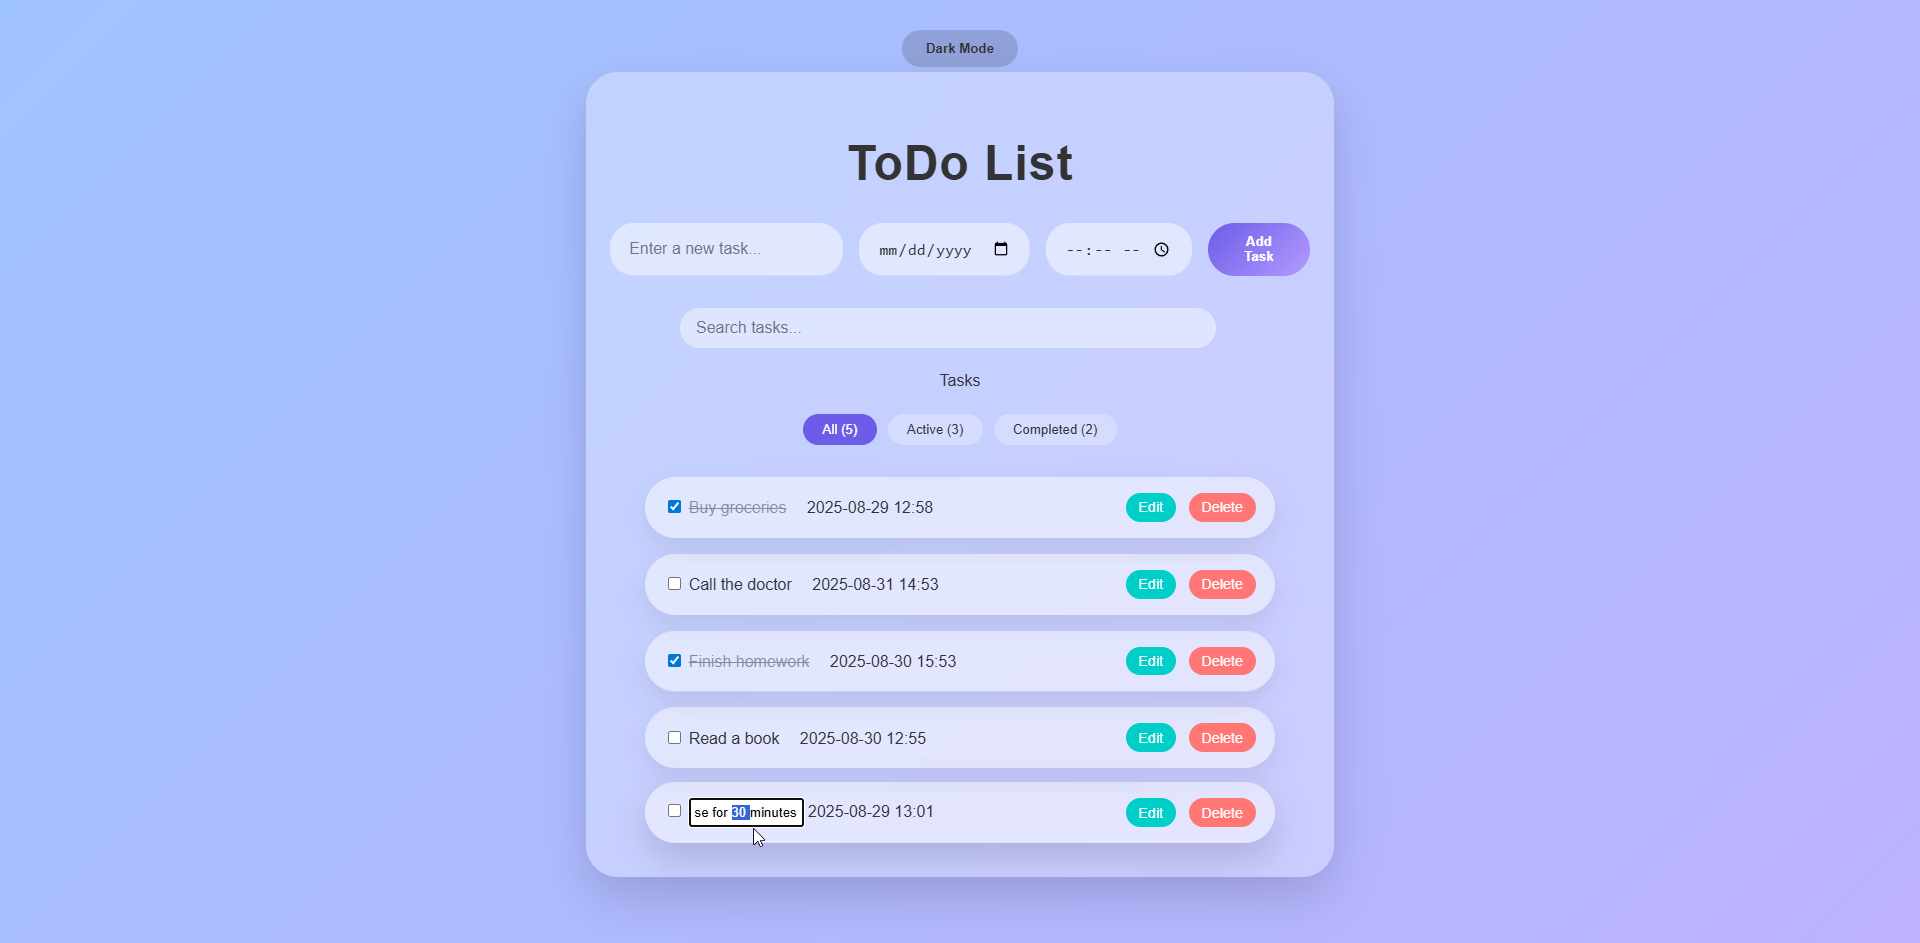 Dark Mode
ToDo List
Enter a new task...
mm/dd/yyyy
--:-- --
Add
Task
Search tasks...
Tasks
All (5) Active (3) Completed (2)
Buy groceries 2025-08-29 12:58 Edit Delete
Call the doctor 2025-08-31 14:53 Edit Delete
Finish homework 2025-08-30 15:53 Edit Delete
Read a book 2025-08-30 12:55 Edit Delete
se for 30 minutes 2025-08-29 13:01 Edit Delete